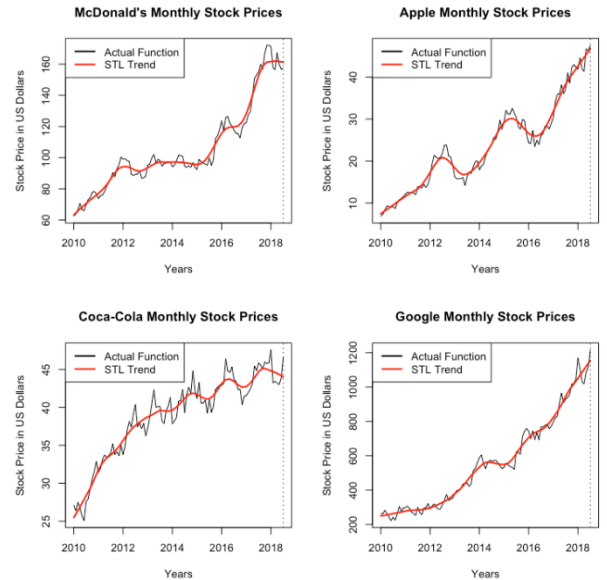 McDonald's Monthly Stock Prices
Actual Function
STL Trend
Stock Price in US Dollars
60
80
100
120
140
160
2010 2012 2014 2016 2018
Years
Apple Monthly Stock Prices
Actual Function
STL Trend
Stock Price in US Dollars
10
20
30
40
2010 2012 2014 2016 2018
Years
Coca-Cola Monthly Stock Prices
Actual Function
STL Trend
Stock Price in US Dollars
25
30
35
40
45
2010 2012 2014 2016 2018
Years
Google Monthly Stock Prices
Actual Function
STL Trend
Stock Price in US Dollars
200
400
600
800
1000
1200
2010 2012 2014 2016 2018
Years